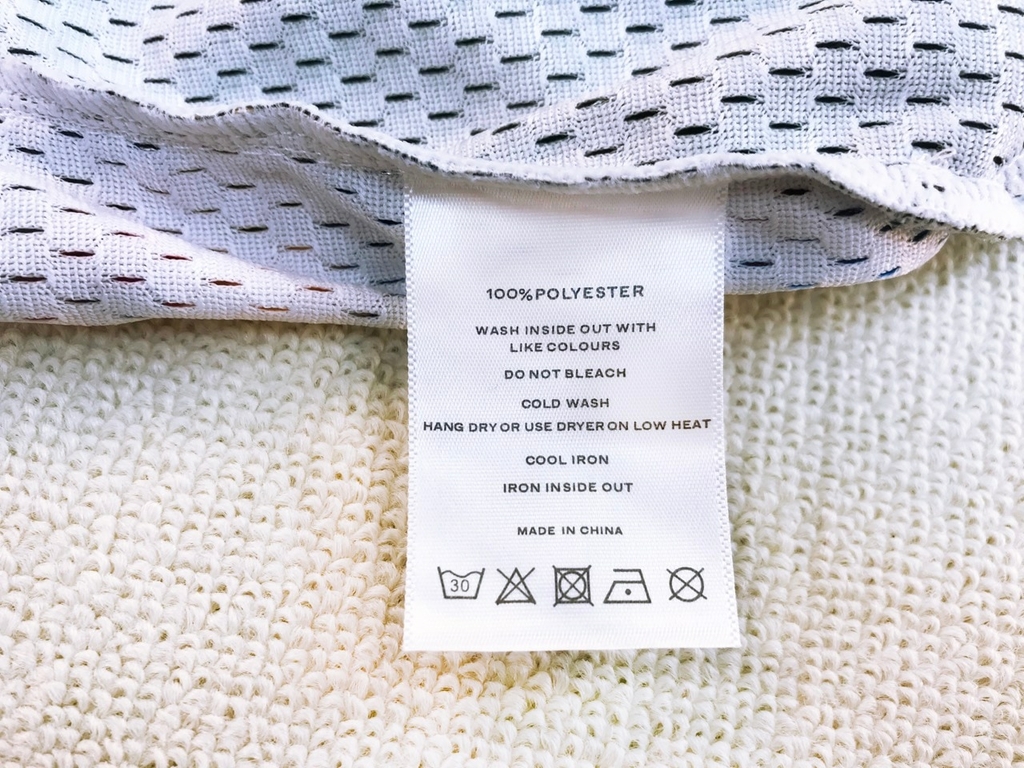 100%POLYESTER
WASH INSIDE OUT WITH
LIKE COLOURS
DO NOT BLEACH
COLD WASH
HANG DRY OR USE DRYER ON LOW HEAT
COOL IRON
IRON INSIDE OUT
MADE IN CHINA
30